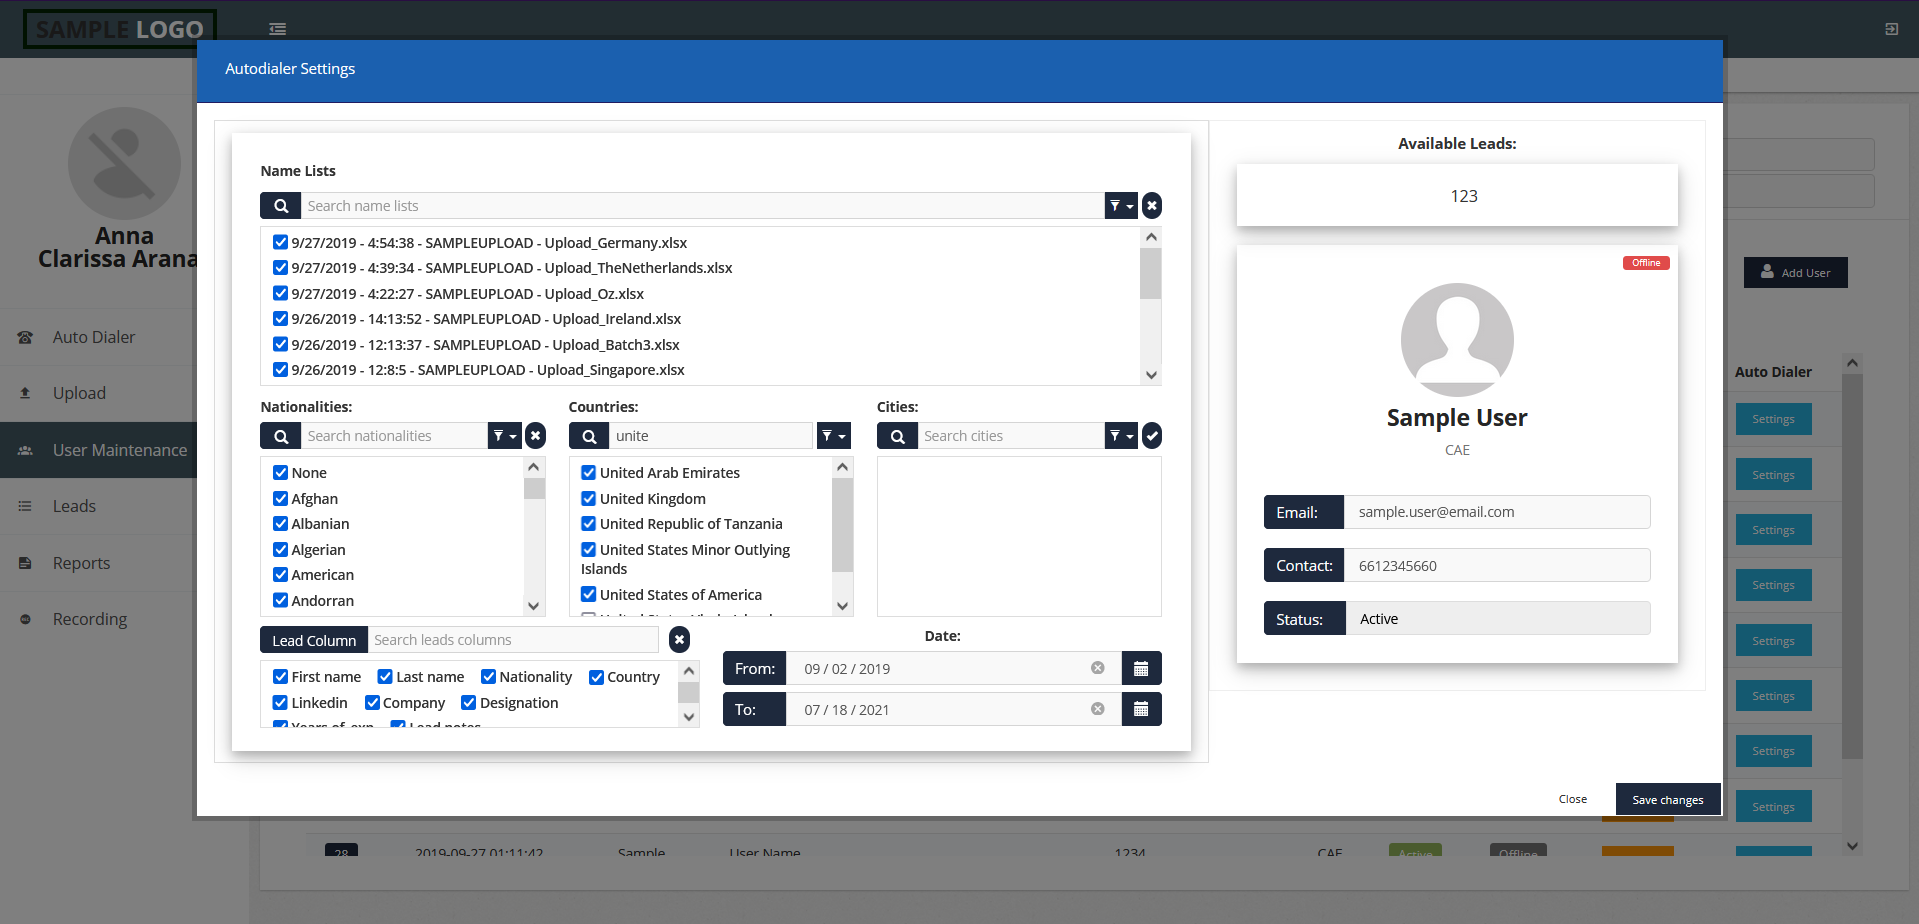 SAMPLE LOGO
Autodialer Settings
Anna
Clarissa Arana
Auto Dialer
Upload
User Maintenance
Leads
Reports
Recording
Name Lists
Search name lists
9/27/2019 - 4:54:38 - SAMPLEUPLOAD - Upload_Germany.xlsx
9/27/2019 - 4:39:34 - SAMPLEUPLOAD - Upload_TheNetherlands.xlsx
9/27/2019 - 4:22:27 - SAMPLEUPLOAD - Upload_Oz.xlsx
9/26/2019 - 14:13:52 - SAMPLEUPLOAD - Upload_Ireland.xlsx
9/26/2019 - 12:13:37 - SAMPLEUPLOAD - Upload_Batch3.xlsx
9/26/2019 - 12:8:5 - SAMPLEUPLOAD - Upload_Singapore.xlsx
Nationalities:
Search nationalities
None
Afghan
Albanian
Algerian
American
Andorran
Countries:
unite
United Arab Emirates
United Kingdom
United Republic of Tanzania
United States Minor Outlying
Islands
United States of America
Cities:
Search cities
Lead Column Search leads columns
First name Last name Nationality Country
Linkedin Company Designation
Years of exp Lead notes
Date:
From: 09 / 02 / 2019
To: 07 / 18 / 2021
Available Leads:
123
Offline
Sample User
CAE
Email: sample.user@email.com
Contact: 6612345660
Status: Active
Close Save changes
Add User
Auto Dialer
Settings
Settings
Settings
Settings
Settings
Settings
Settings
Settings
28 2019-09-27 01:11:42 Sample User Name 1234 CAE Active Offline